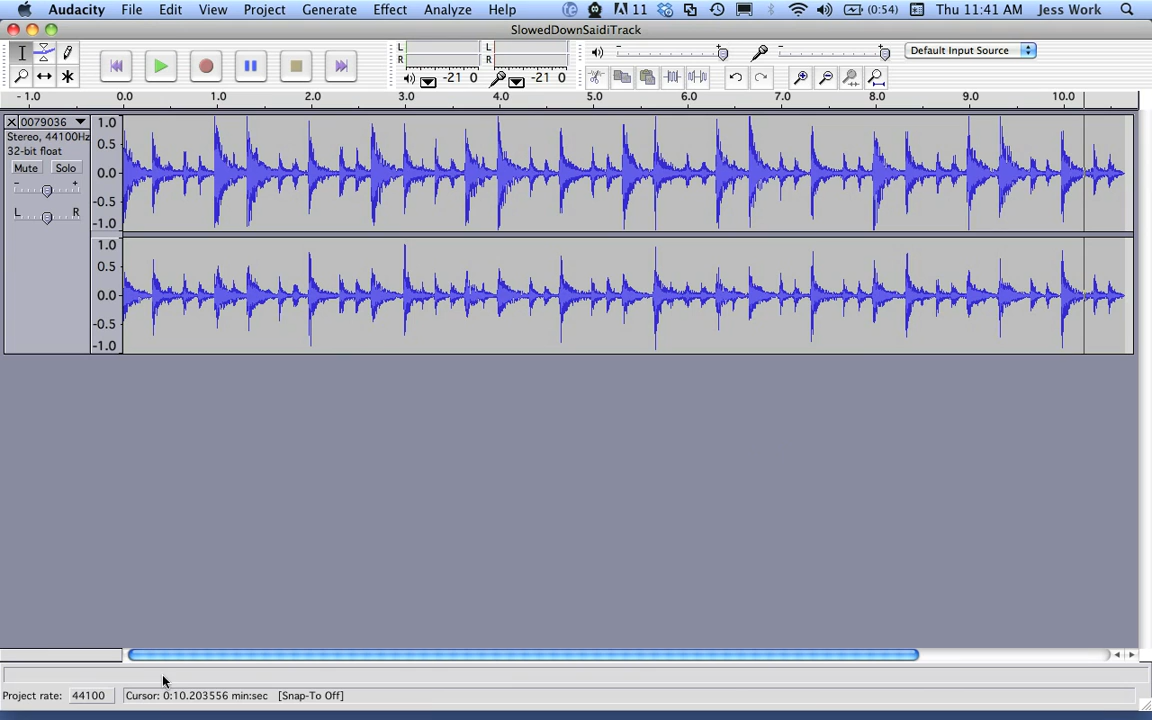 Audacity File Edit View Project Generate Effect Analyze Help 11 (0:54) Thu 11:41 AM Jess Work
SlowedDownSaidiTrack
L R -21 0 L R -21 0 - + - + Default Input Source
- 1.0 0.0 1.0 2.0 3.0 4.0 5.0 6.0 7.0 8.0 9.0 10.0
X 0079036
Stereo, 44100Hz
32-bit float
Mute Solo
- +
L R
1.0
0.5
0.0
-0.5
-1.0
1.0
0.5
0.0
-0.5
-1.0
Project rate: 44100 Cursor: 0:10.203556 min:sec [Snap-To Off]